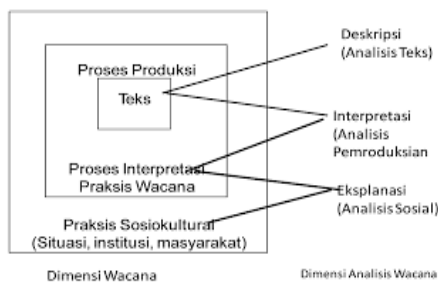 Proses Produksi
Teks
Proses Interpretasi
Praksis Wacana
Praksis Sosiokultural
(Situasi, institusi, masyarakat)
Dimensi Wacana
Deskripsi
(Analisis Teks)
Interpretasi
(Analisis
Pemroduksian
Eksplanasi
(Analisis Sosial)
Dimensi Analisis Wacana